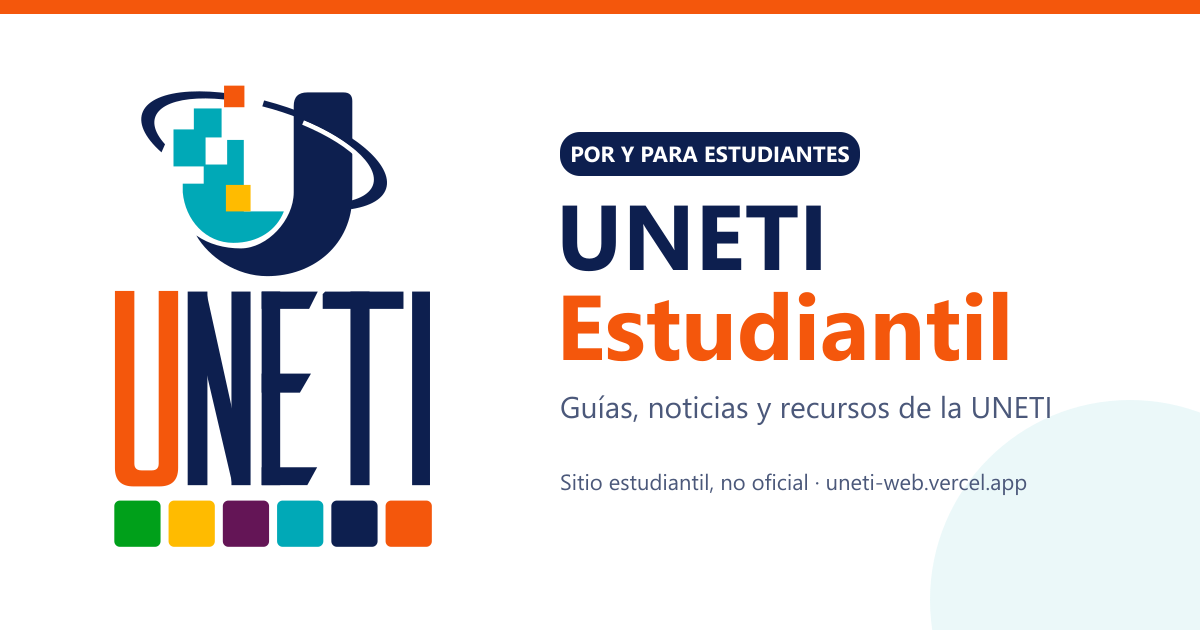 UNETI
POR Y PARA ESTUDIANTES
UNETI
Estudiantil
Guías, noticias y recursos de la UNETI
Sitio estudiantil, no oficial · uneti-web.vercel.app